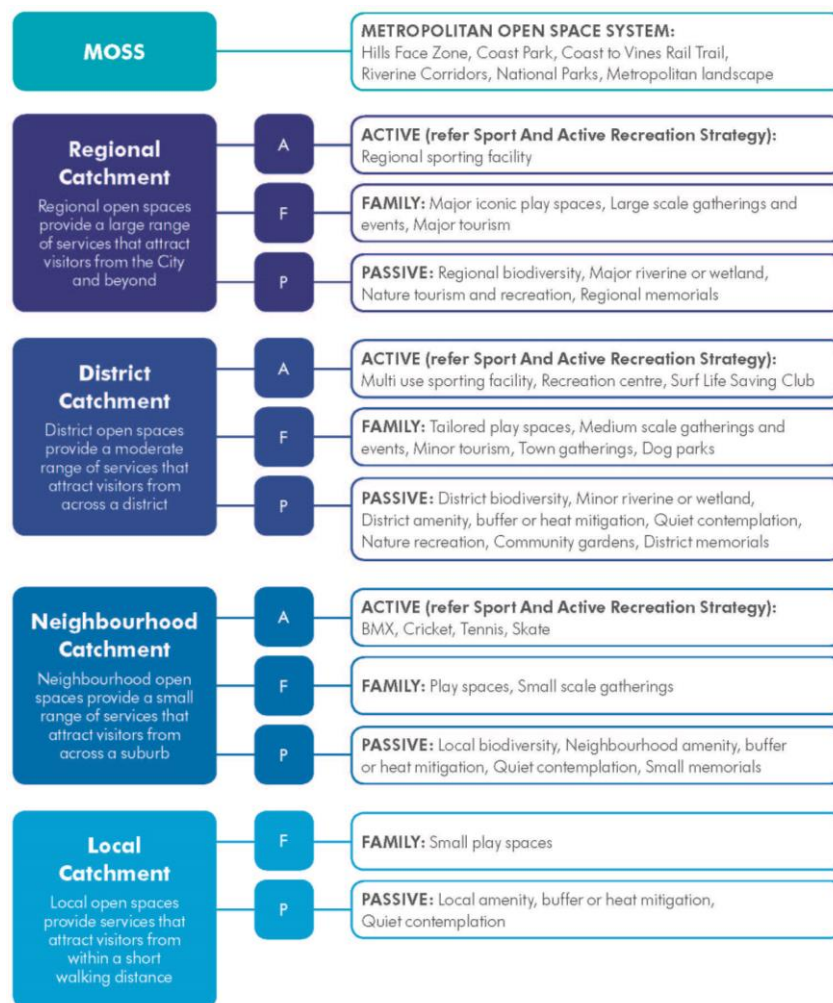 MOSS
METROPOLITAN OPEN SPACE SYSTEM:
Hills Face Zone, Coast Park, Coast to Vines Rail Trail,
Riverine Corridors, National Parks, Metropolitan landscape
Regional
Catchment
Regional open spaces
provide a large range
of services that attract
visitors from the City
and beyond
A
ACTIVE (refer Sport And Active Recreation Strategy):
Regional sporting facility
F
FAMILY: Major iconic play spaces, Large scale gatherings and
events, Major tourism
P
PASSIVE: Regional biodiversity, Major riverine or wetland,
Nature tourism and recreation, Regional memorials
District
Catchment
District open spaces
provide a moderate
range of services that
attract visitors from
across a district
A
ACTIVE (refer Sport And Active Recreation Strategy):
Multi use sporting facility, Recreation centre, Surf Life Saving Club
F
FAMILY: Tailored play spaces, Medium scale gatherings and
events, Minor tourism, Town gatherings, Dog parks
P
PASSIVE: District biodiversity, Minor riverine or wetland,
District amenity, buffer or heat mitigation, Quiet contemplation,
Nature recreation, Community gardens, District memorials
Neighbourhood
Catchment
Neighbourhood open
spaces provide a small
range of services that
attract visitors from
across a suburb
A
ACTIVE (refer Sport And Active Recreation Strategy):
BMX, Cricket, Tennis, Skate
F
FAMILY: Play spaces, Small scale gatherings
P
PASSIVE: Local biodiversity, Neighbourhood amenity, buffer
or heat mitigation, Quiet contemplation, Small memorials
Local
Catchment
Local open spaces
provide services that
attract visitors from
within a short
walking distance
F
FAMILY: Small play spaces
P
PASSIVE: Local amenity, buffer or heat mitigation,
Quiet contemplation